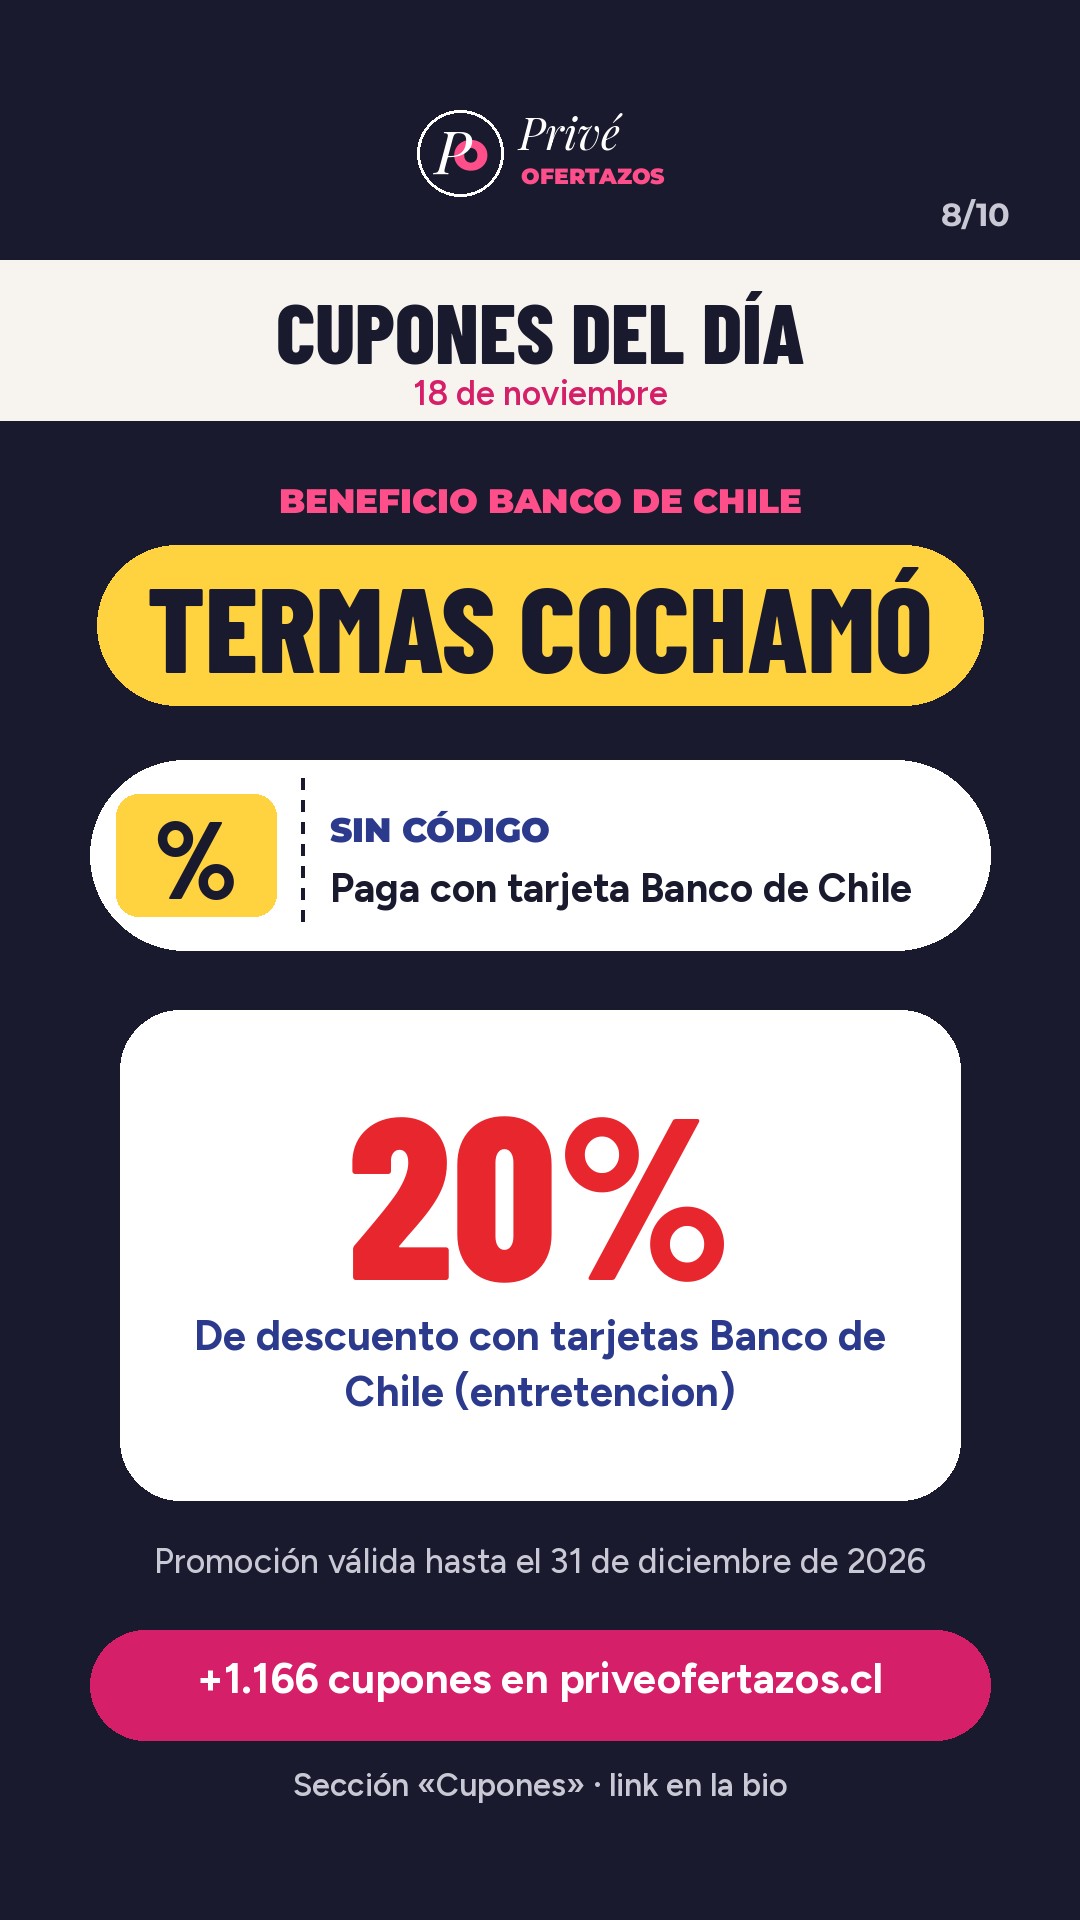 Po Privé
OFERTAZOS
8/10
CUPONES DEL DÍA
18 de noviembre
BENEFICIO BANCO DE CHILE
TERMAS COCHAMÓ
%
SIN CÓDIGO
Paga con tarjeta Banco de Chile
20%
De descuento con tarjetas Banco de
Chile (entretencion)
Promoción válida hasta el 31 de diciembre de 2026
+1.166 cupones en priveofertazos.cl
Sección «Cupones» · link en la bio